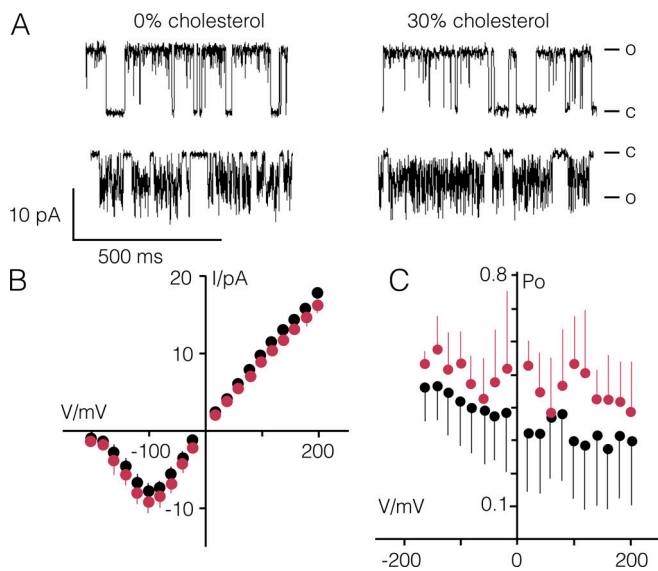 A
0% cholesterol
30% cholesterol
O
C
C
O
10 pA
500 ms
B
20
I/pA
10
V/mV
-100
200
-10
C
0.8
Po
V/mV
0.1
-200
0
200